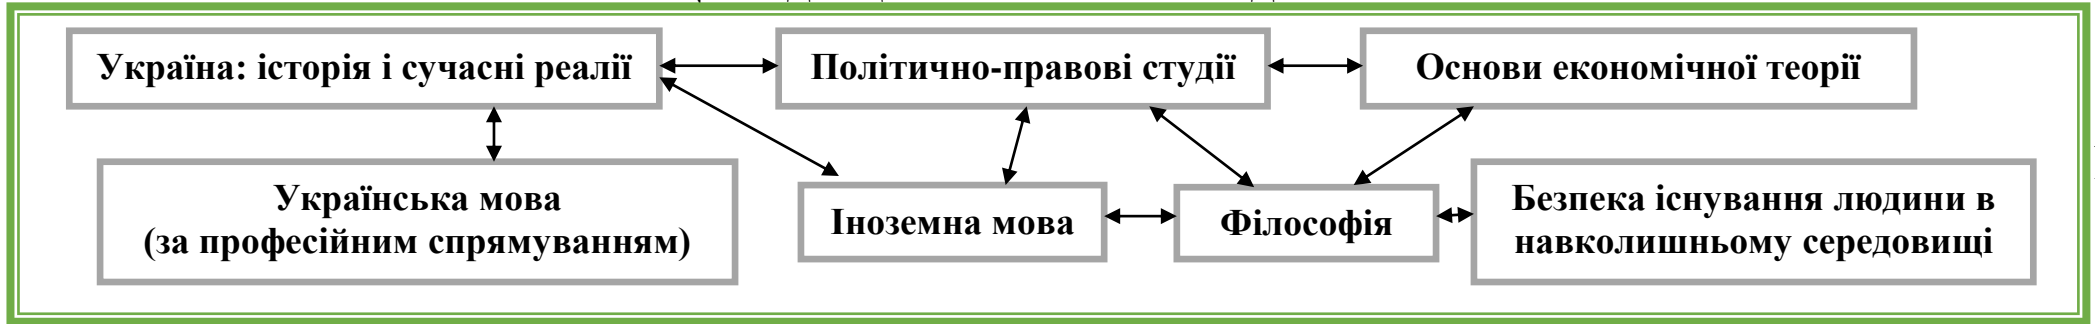 Україна: історія і сучасні реалії
Політично-правові студії
Основи економічної теорії
Українська мова
(за професійним спрямуванням)
Іноземна мова
Філософія
Безпека існування людини в
навколишньому середовищі